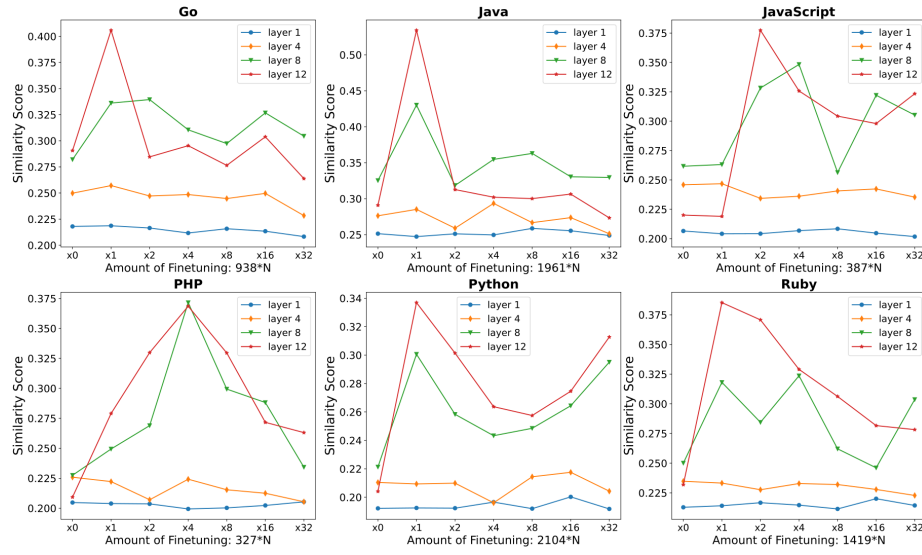 Go
Similarity Score
0.400
0.375
0.350
0.325
0.300
0.275
0.250
0.225
0.200
layer 1
layer 4
layer 8
layer 12
x0 x1 x2 x4 x8 x16 x32
Amount of Finetuning: 938*N
Java
Similarity Score
0.50
0.45
0.40
0.35
0.30
0.25
layer 1
layer 4
layer 8
layer 12
x0 x1 x2 x4 x8 x16 x32
Amount of Finetuning: 1961*N
JavaScript
Similarity Score
0.375
0.350
0.325
0.300
0.275
0.250
0.225
0.200
layer 1
layer 4
layer 8
layer 12
x0 x1 x2 x4 x8 x16 x32
Amount of Finetuning: 387*N
PHP
Similarity Score
0.375
0.350
0.325
0.300
0.275
0.250
0.225
0.200
layer 1
layer 4
layer 8
layer 12
x0 x1 x2 x4 x8 x16 x32
Amount of Finetuning: 327*N
Python
Similarity Score
0.34
0.32
0.30
0.28
0.26
0.24
0.22
0.20
layer 1
layer 4
layer 8
layer 12
x0 x1 x2 x4 x8 x16 x32
Amount of Finetuning: 2104*N
Ruby
Similarity Score
0.375
0.350
0.325
0.300
0.275
0.250
0.225
layer 1
layer 4
layer 8
layer 12
x0 x1 x2 x4 x8 x16 x32
Amount of Finetuning: 1419*N